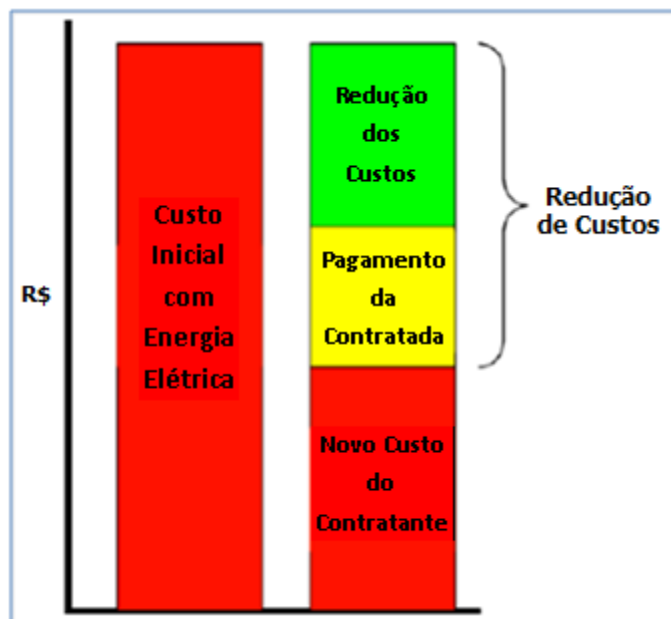 R$
Custo
Inicial
com
Energia
Elétrica
Redução
dos
Custos
Pagamento
da
Contratada
Novo Custo
do
Contratante
Redução
de Custos